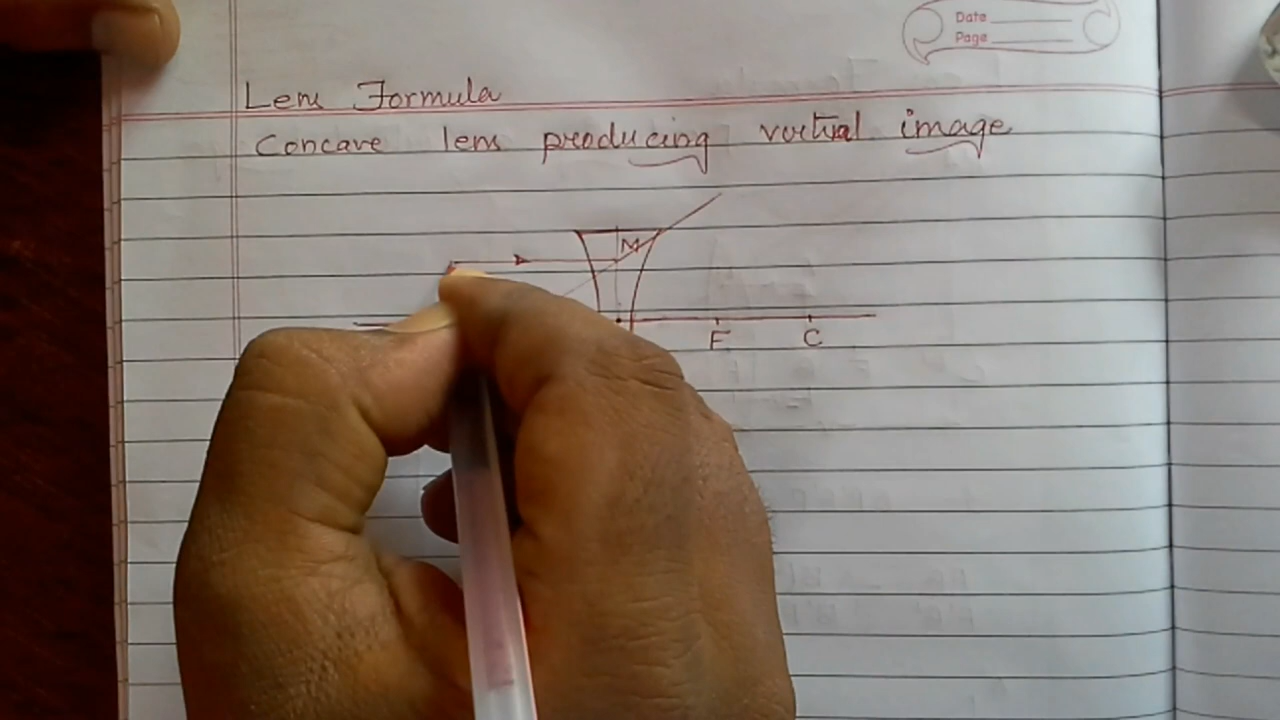 Date
Page
Lens Formula
Concave lens producing virtual image
M
F C